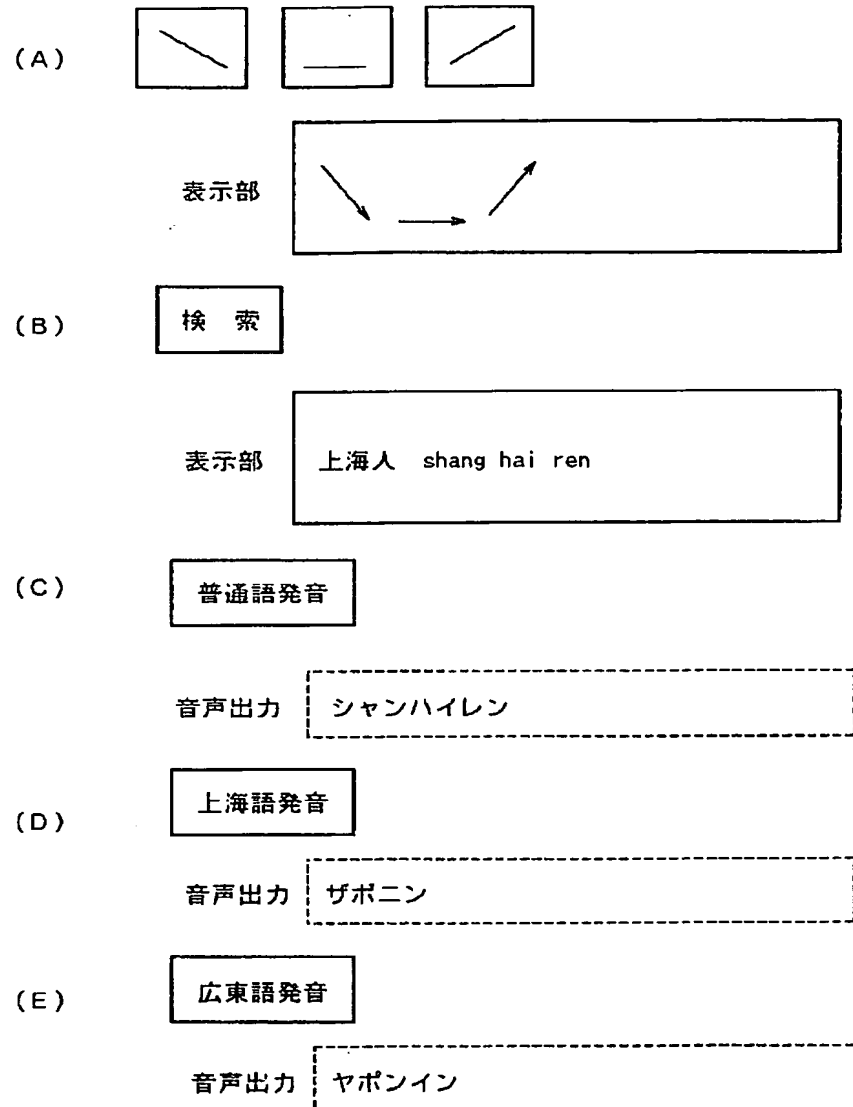 (A)
表示部
(B) 検 索
表示部 上海人 shang hai ren
(C) 普通語発音
音声出力 シャンハイレン
(D) 上海語発音
音声出力 ザポニン
(E) 広東語発音
音声出力 ヤポンイン